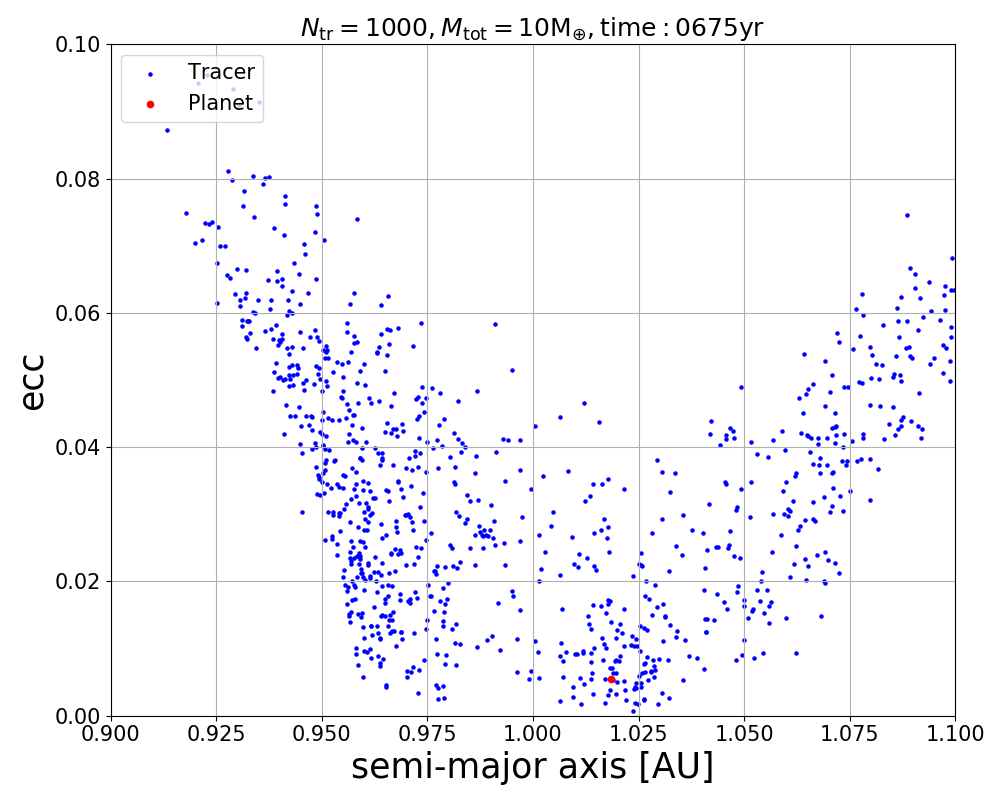 N_tr = 1000, M_tot = 10M_⊕, time : 0675yr
0.10
Tracer
Planet
0.08
0.06
ecc
0.04
0.02
0.00
0.900 0.925 0.950 0.975 1.000 1.025 1.050 1.075 1.100
semi-major axis [AU]